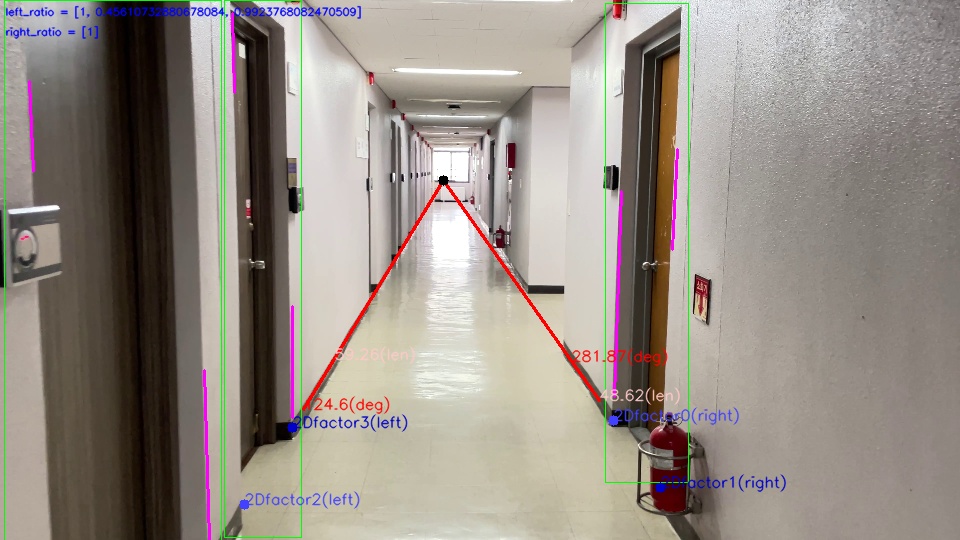 left_ratio = [1, 0.45610732880678084, 0.9923768082470509]
right_ratio = [1]
59.26(len)
281.87(deg)
48.62(len)
124.6(deg)
2Dfactor3(left)
2Dfactor0(right)
2Dfactor1(right)
2Dfactor2(left)